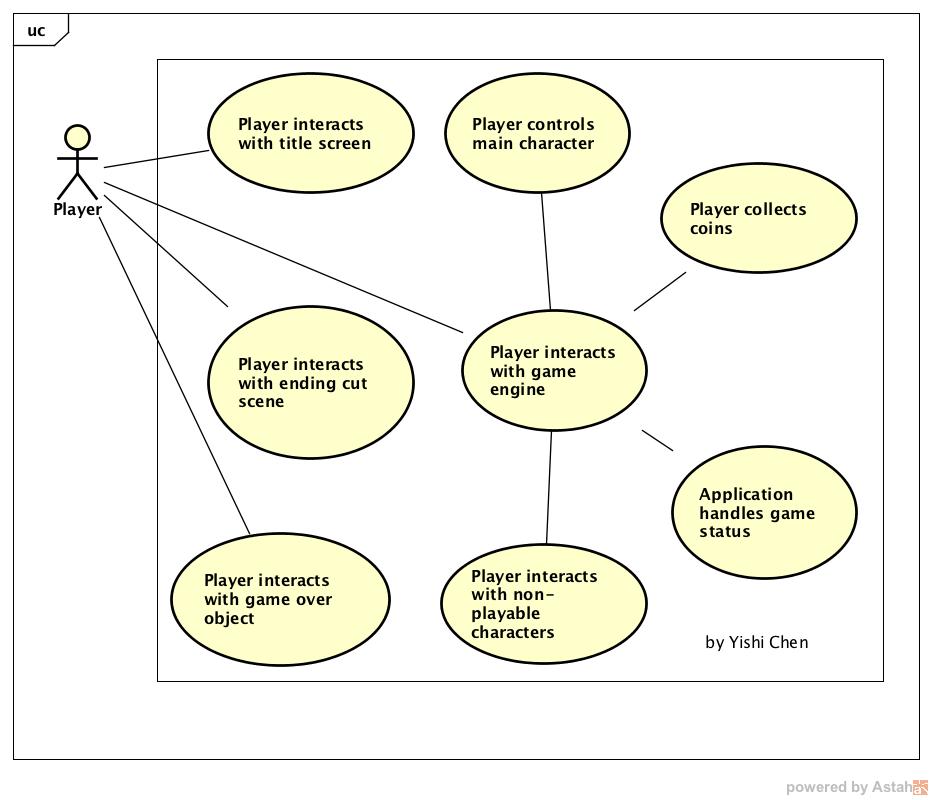 uc
Player
Player interacts
with title screen
Player controls
main character
Player collects
coins
Player interacts
with ending cut
scene
Player interacts
with game
engine
Application
handles game
status
Player interacts
with game over
object
Player interacts
with non-
playable
characters
by Yishi Chen
powered by Astah